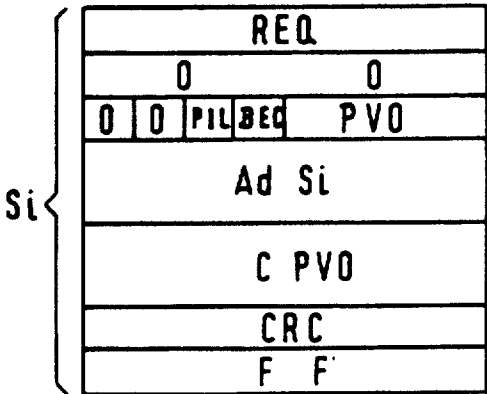 REQ
0 0
0 0 PIL BEC PVO
Ad Si
Si
C PVO
CRC
F F